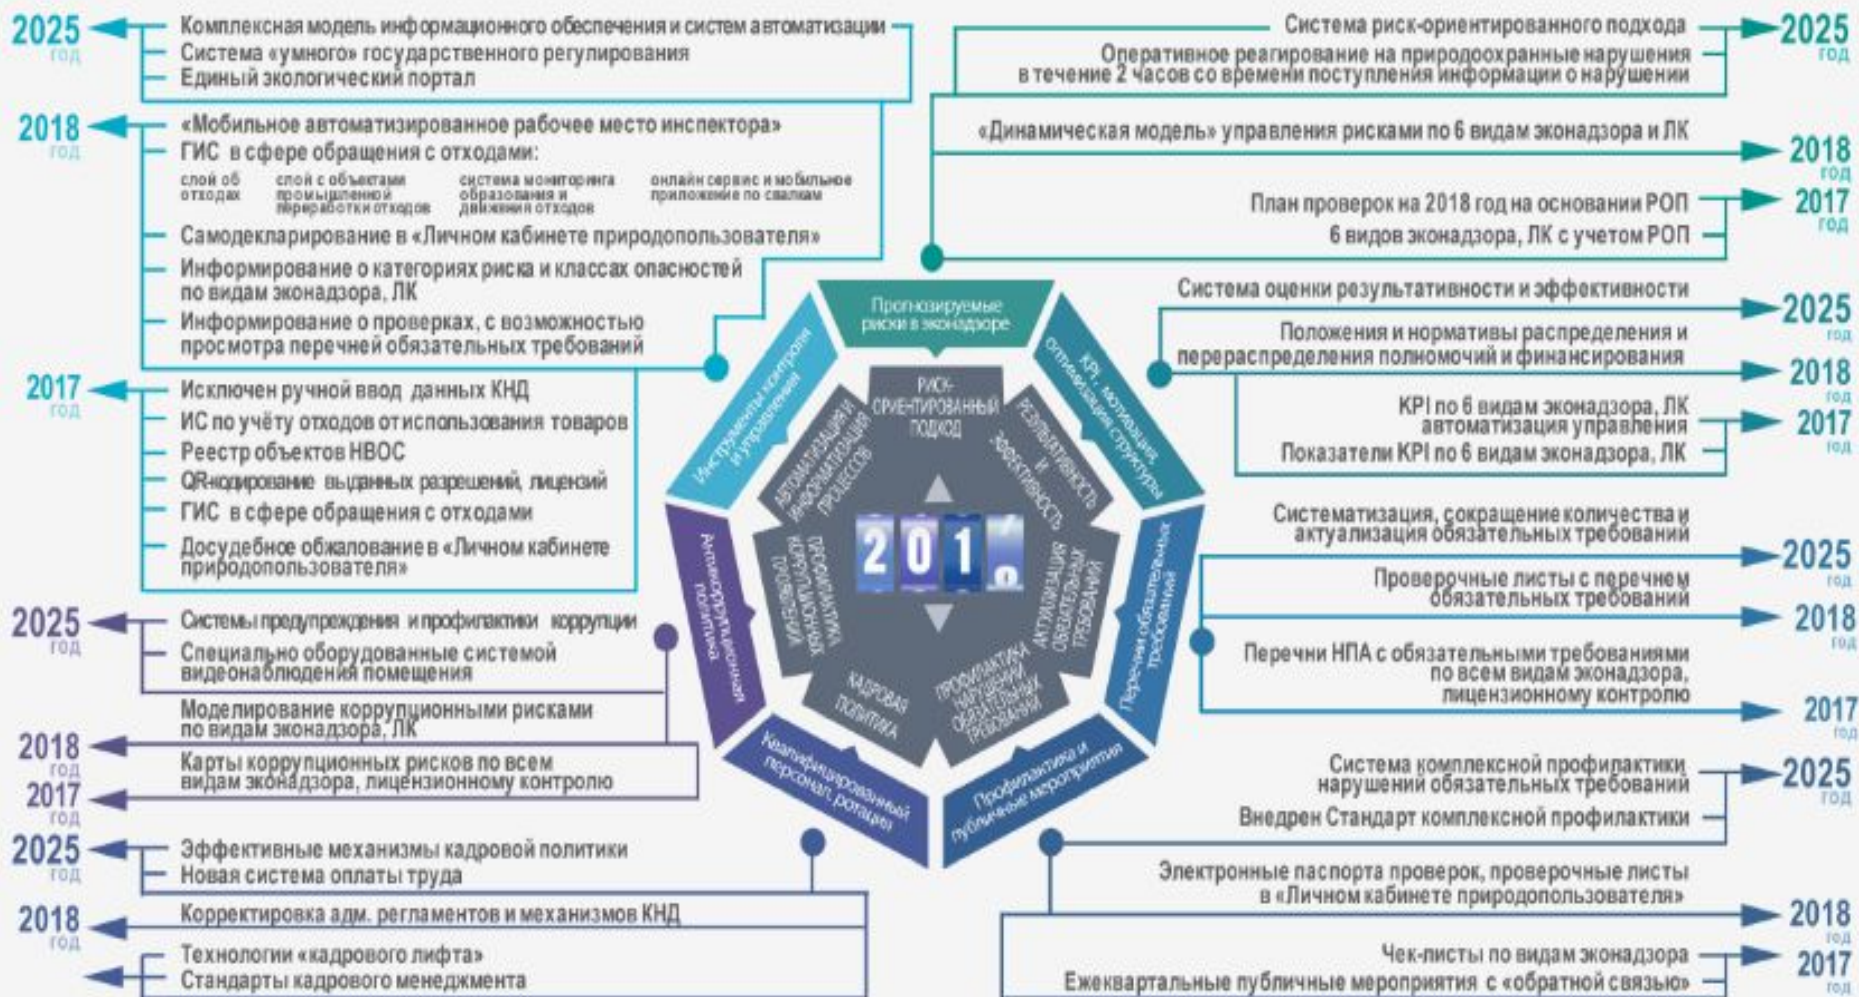 2025
год
Комплексная модель информационного обеспечения и систем автоматизации
Система «умного» государственного регулирования
Единый экологический портал
2018
год
«Мобильное автоматизированное рабочее место инспектора»
ГИС в сфере обращения с отходами:
слой об
отходах
слой с объектами
промышленной
переработки отходов
система мониторинга
образования и
движения отходов
онлайн сервис и мобильное
приложение по свалкам
Самодекларирование в «Личном кабинете природопользователя»
Информирование о категориях риска и классах опасностей
по видам эконадзора, ЛК
Информирование о проверках, с возможностью
просмотра перечней обязательных требований
2017
год
Исключен ручной ввод данных КНД
ИС по учёту отходов от использования товаров
Реестр объектов НВОС
QR-кодирование выданных разрешений, лицензий
ГИС в сфере обращения с отходами
Досудебное обжалование в «Личном кабинете
природопользователя»
2025
год
Системы предупреждения и профилактики коррупции
Специально оборудованные системой
видеонаблюдения помещения
Моделирование коррупционными рисками
по видам эконадзора, ЛК
2018
год
Карты коррупционных рисков по всем
видам эконадзора, лицензионному контролю
2017
год
2025
год
Эффективные механизмы кадровой политики
Новая система оплаты труда
2018
год
Корректировка адм. регламентов и механизмов КНД
Технологии «кадрового лифта»
Стандарты кадрового менеджмента
Прогнозируемые
риски в эконадзоре
KPI, мотивация,
оптимизация структуры
Перечни обязательных
требований
Профилактика и
публичные мероприятия
Квалифицированный
персонал, ротация
Антикоррупционная
политика
Инструменты контроля
и управления
РИСК-
ОРИЕНТИРОВАННЫЙ
ПОДХОД
РЕЗУЛЬТАТИВНОСТЬ
И
ЭФФЕКТИВНОСТЬ
АКТУАЛИЗАЦИЯ
ОБЯЗАТЕЛЬНЫХ
ТРЕБОВАНИЙ
ПРОФИЛАКТИКА
НАРУШЕНИЙ
ОБЯЗАТЕЛЬНЫХ
ТРЕБОВАНИЙ
КАДРОВАЯ
ПОЛИТИКА
ПРОФИЛАКТИКА
КОРРУПЦИОННЫХ
ПРОЯВЛЕНИЙ
АВТОМАТИЗАЦИЯ И
ИНФОРМАТИЗАЦИЯ
ПРОЦЕССОВ
201
Система риск-ориентированного подхода
2025
год
Оперативное реагирование на природоохранные нарушения
в течение 2 часов со времени поступления информации о нарушении
«Динамическая модель» управления рисками по 6 видам эконадзора и ЛК
2018
год
План проверок на 2018 год на основании РОП
2017
год
6 видов эконадзора, ЛК с учетом РОП
Система оценки результативности и эффективности
2025
год
Положения и нормативы распределения и
перераспределения полномочий и финансирования
2018
год
KPI по 6 видам эконадзора, ЛК
автоматизация управления
2017
год
Показатели KPI по 6 видам эконадзора, ЛК
Систематизация, сокращение количества и
актуализация обязательных требований
2025
год
Проверочные листы с перечнем
обязательных требований
2018
год
Перечни НПА с обязательными требованиями
по всем видам эконадзора,
лицензионному контролю
2017
год
Система комплексной профилактики
нарушений обязательных требований
2025
год
Внедрен Стандарт комплексной профилактики
Электронные паспорта проверок, проверочные листы
в «Личном кабинете природопользователя»
2018
год
Чек-листы по видам эконадзора
2017
год
Ежеквартальные публичные мероприятия с «обратной связью»